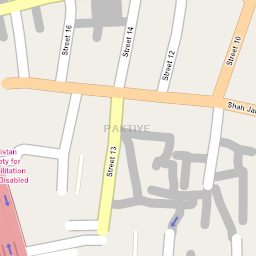 Street 16
Street 14
Street 12
Street 10
Shah Ja
PAKTIVE
istan
ety for
ilitation
Disabled
Street 13